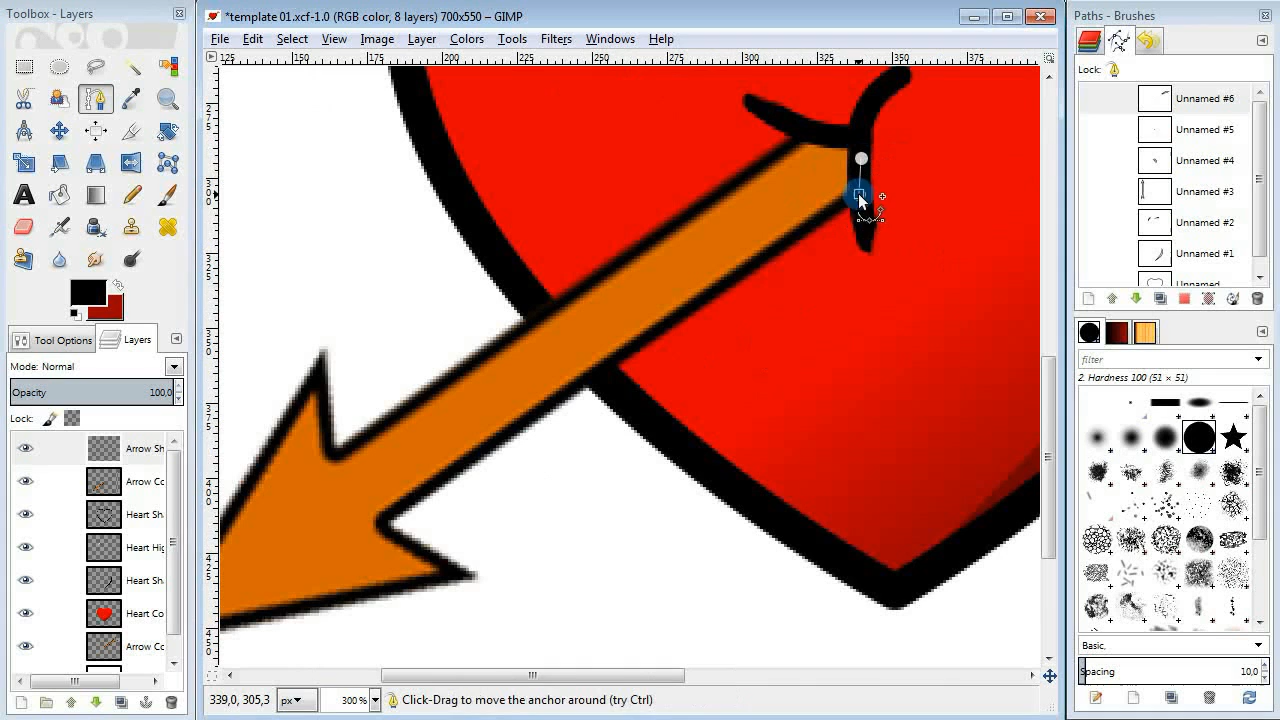 Toolbox - Layers
*template 01.xcf-1.0 (RGB color, 8 layers) 700x550 – GIMP
Paths - Brushes
File Edit Select View Layer Colors Tools Filters Windows Help
125 150 175 200 225 250 275 300 325 350 375
Lock:
Unnamed #6
Unnamed #5
Unnamed #4
Unnamed #3
Unnamed #2
Unnamed #1
Unnamed
Tool Options Layers
Mode: Normal
Opacity 100,0
Lock:
Arrow Sh
Arrow Co
Heart Sh
Heart Hi
Heart Sh
Heart Co
Arrow Co
filter
2. Hardness 100 (51 × 51)
Basic,
Spacing 10,0
339,0, 305,3 px 300 % Click-Drag to move the anchor around (try Ctrl)